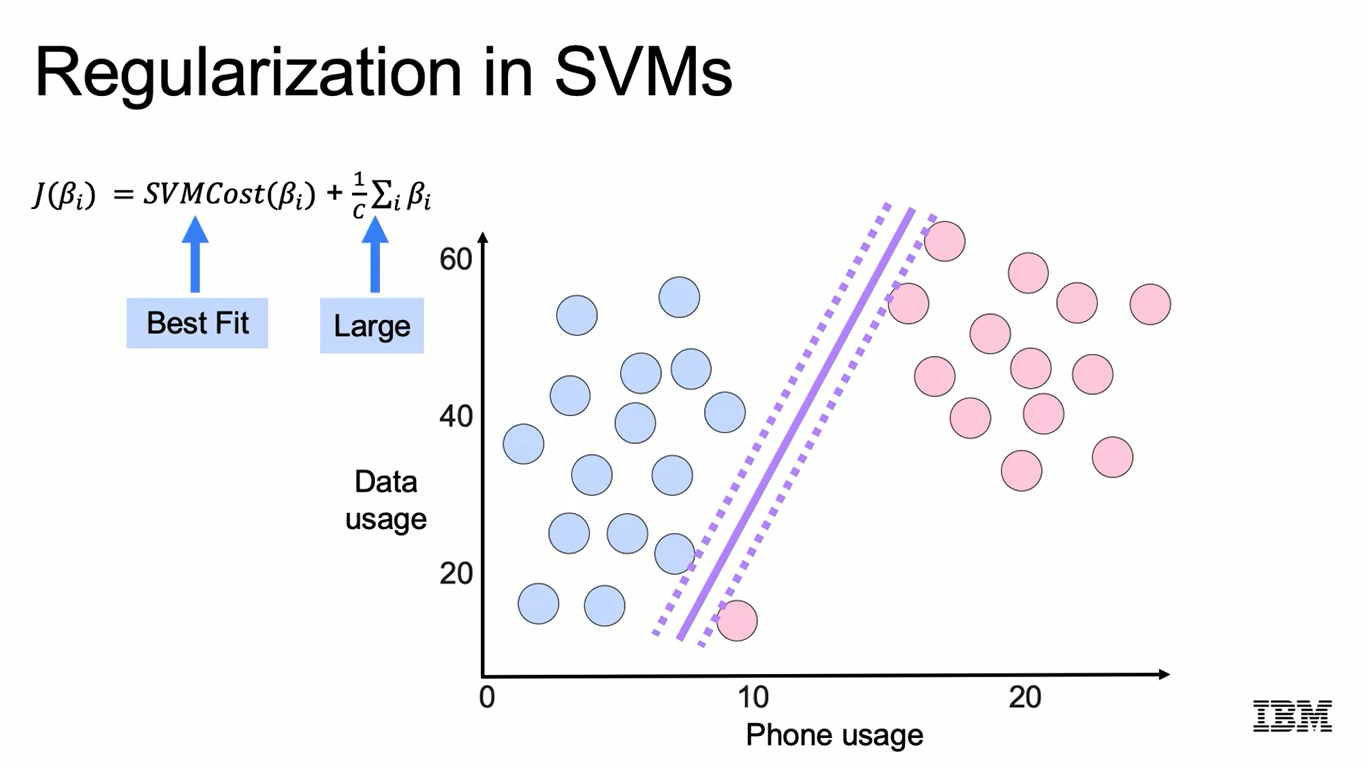 Regularization in SVMs
J(βᵢ) = SVMCost(βᵢ) + 1/C ∑ᵢ βᵢ
Best Fit
Large
60
40
20
Data
usage
0
10
20
Phone usage
IBM